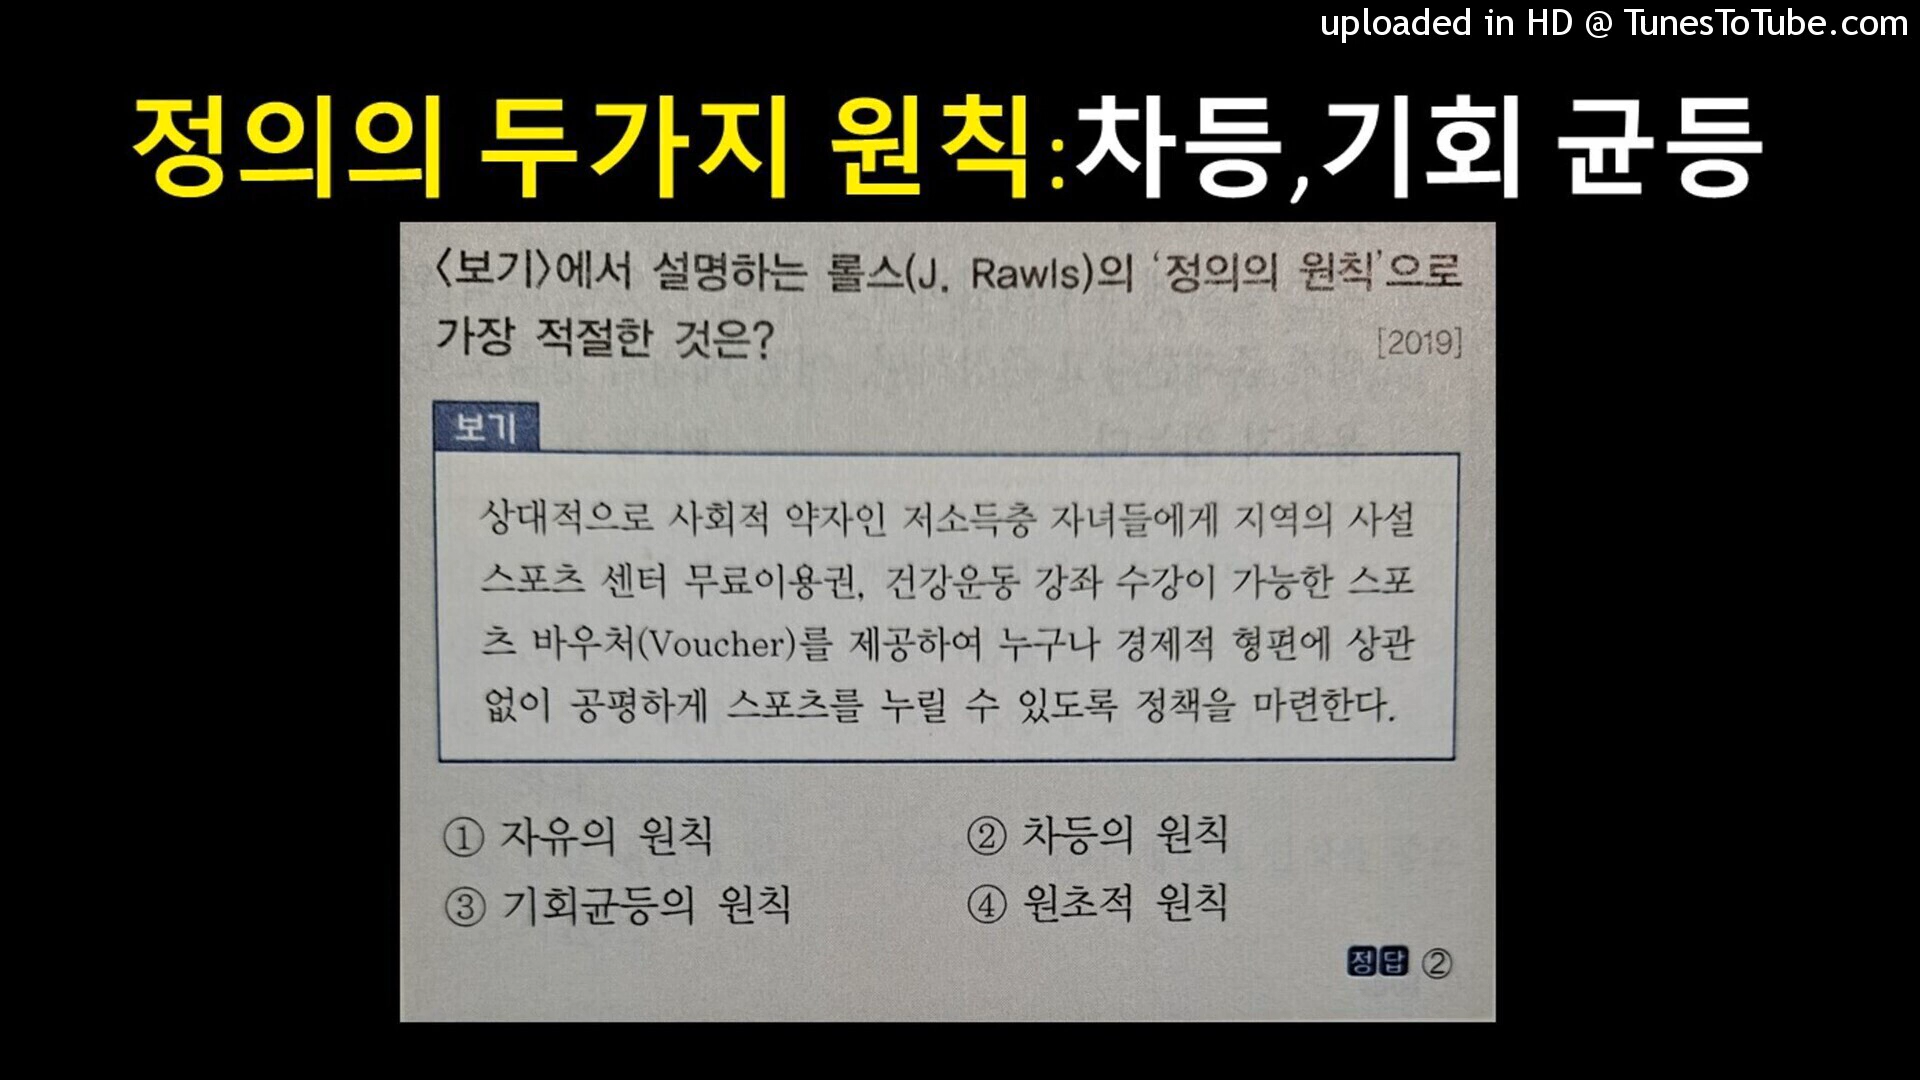 uploaded in HD @ TunesToTube.com
정의의 두가지 원칙:차등,기회 균등
<보기>에서 설명하는 롤스(J. Rawls)의 '정의의 원칙'으로
가장 적절한 것은?
[2019]
보기
상대적으로 사회적 약자인 저소득층 자녀들에게 지역의 사설
스포츠 센터 무료이용권, 건강운동 강좌 수강이 가능한 스포
츠 바우처(Voucher)를 제공하여 누구나 경제적 형편에 상관
없이 공평하게 스포츠를 누릴 수 있도록 정책을 마련한다.
① 자유의 원칙
② 차등의 원칙
③ 기회균등의 원칙
④ 원초적 원칙
정답 ②